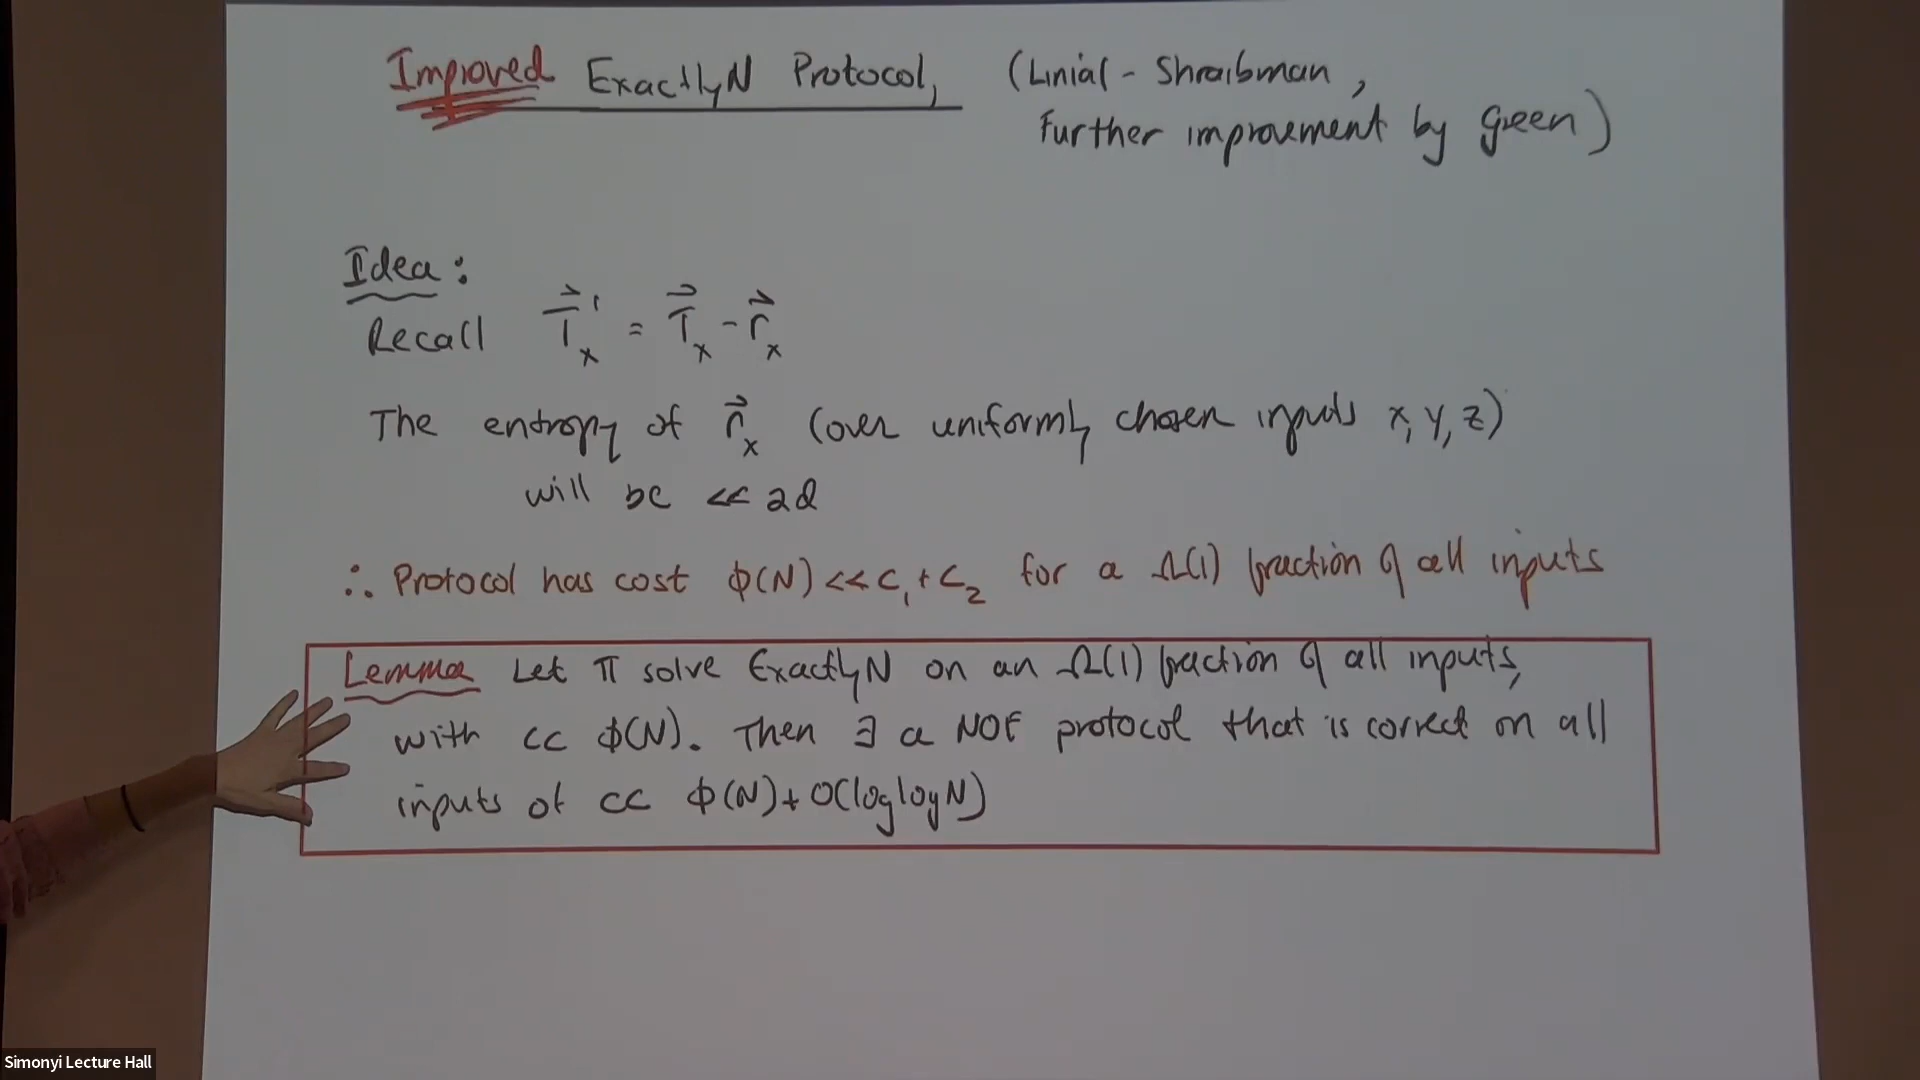 Improved ExactlyN Protocol, (Linial - Shraibman,
Further improvement by Green)
Idea:
Recall T⃗'ₓ = T⃗ₓ - r⃗ₓ
The entropy of r⃗ₓ (over uniformly chosen inputs x, y, z)
will be << 2d
∴ Protocol has cost ϕ(N) << C₁ + C₂ for a Ω(1) fraction of all inputs
Lemma Let π solve ExactlyN on an Ω(1) fraction of all inputs,
with cc ϕ(N). Then ∃ a NOF protocol that is correct on all
inputs of cc ϕ(N) + O(loglogN)
Simonyi Lecture Hall